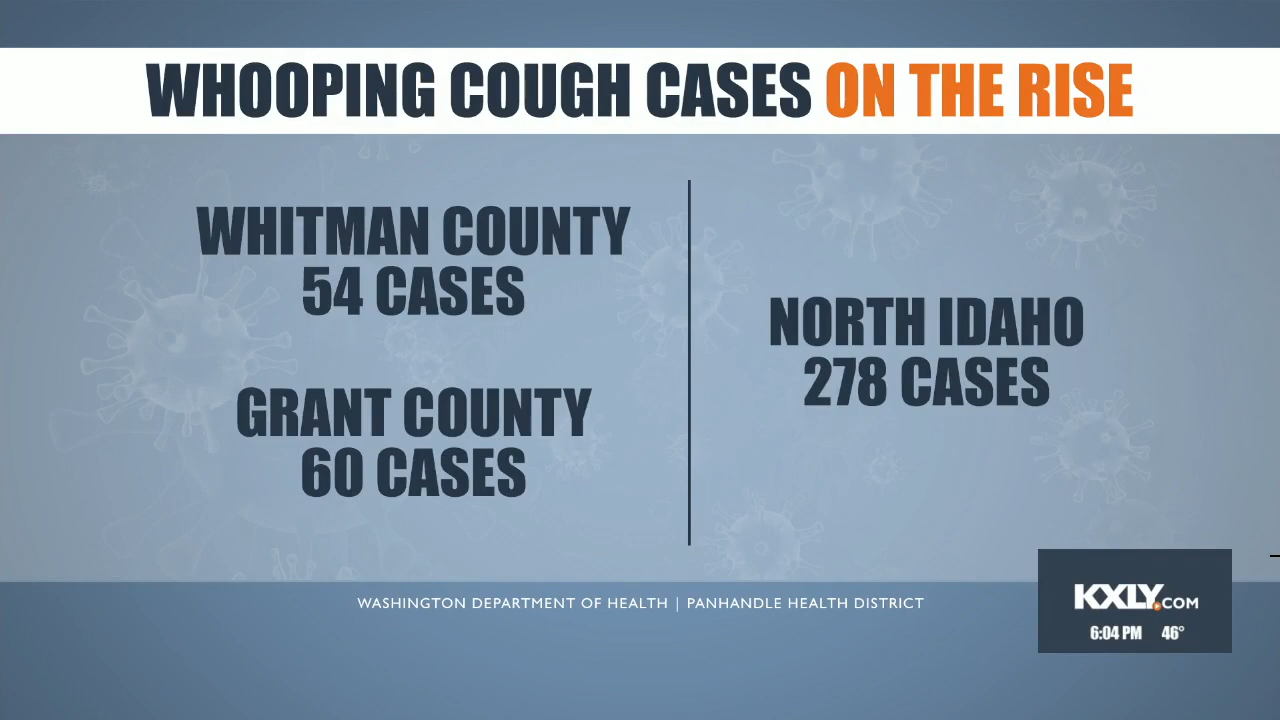 WHOOPING COUGH CASES ON THE RISE
WHITMAN COUNTY
54 CASES
GRANT COUNTY
60 CASES
NORTH IDAHO
278 CASES
WASHINGTON DEPARTMENT OF HEALTH | PANHANDLE HEALTH DISTRICT
KXLY.COM
6:04 PM 46°